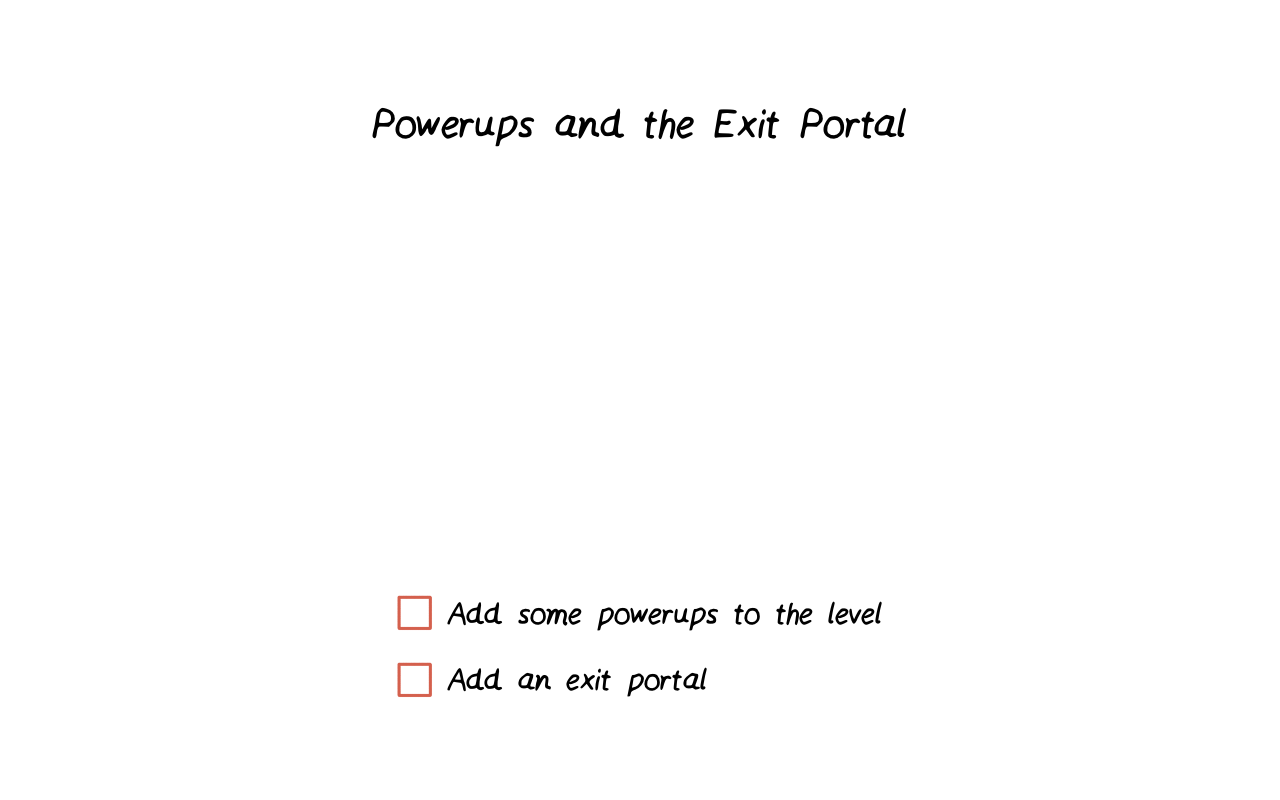 Powerups and the Exit Portal
Add some powerups to the level
Add an exit portal